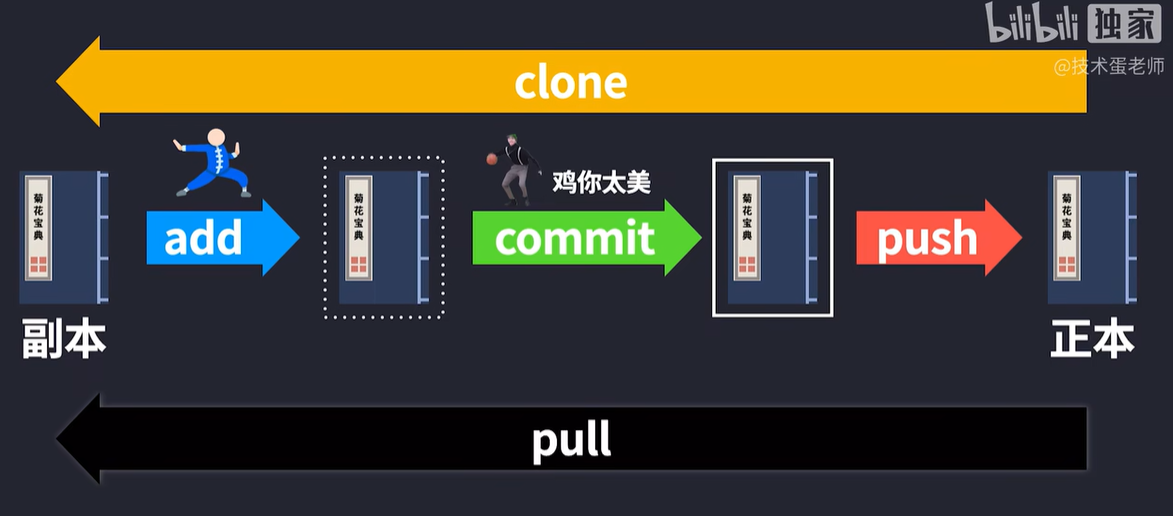 bilibili 独家
@技术蛋老师
clone
鸡你太美
add
commit
push
菊花宝典
菊花宝典
菊花宝典
菊花宝典
副本
正本
pull